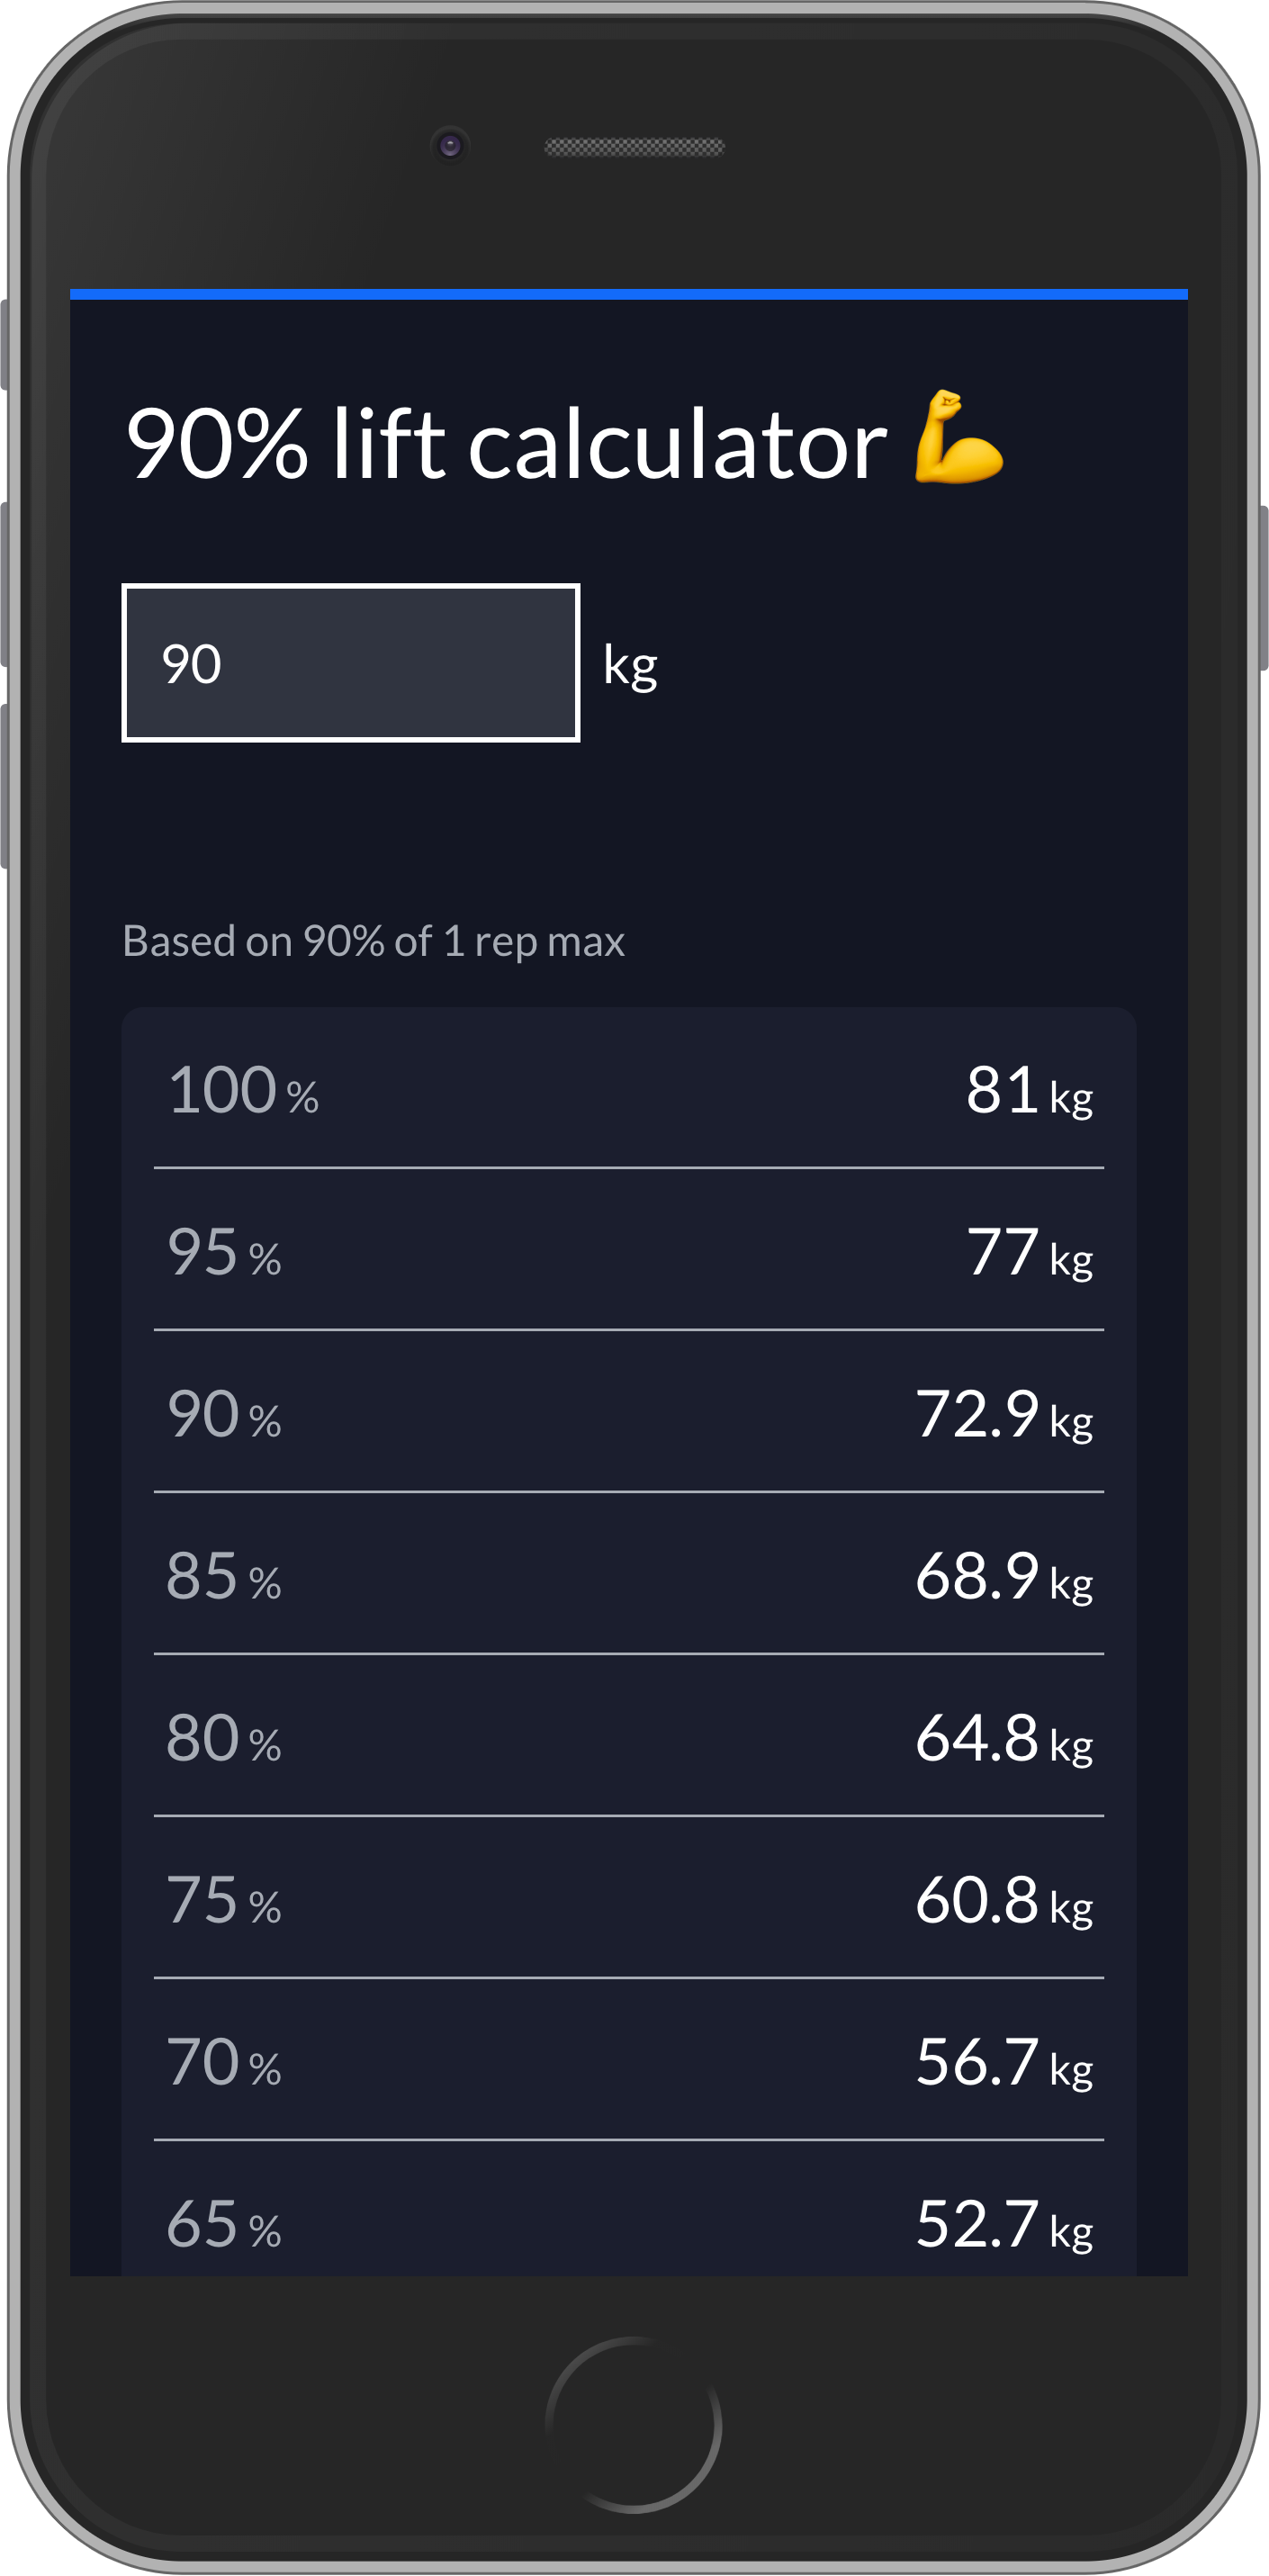 90% lift calculator 💪
90 kg
Based on 90% of 1 rep max
100 % 81 kg
95 % 77 kg
90 % 72.9 kg
85 % 68.9 kg
80 % 64.8 kg
75 % 60.8 kg
70 % 56.7 kg
65 % 52.7 kg